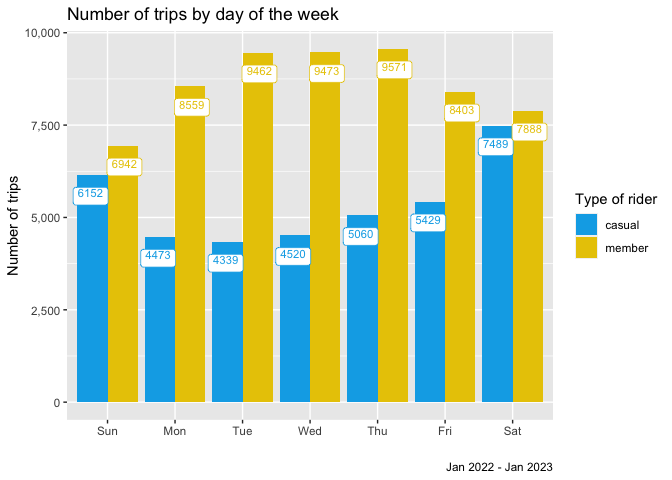 Number of trips by day of the week
Number of trips
10,000
7,500
5,000
2,500
0
6152
6942
4473
8559
4339
9462
4520
9473
5060
9571
5429
8403
7489
7888
Sun Mon Tue Wed Thu Fri Sat
Type of rider
casual
member
Jan 2022 - Jan 2023